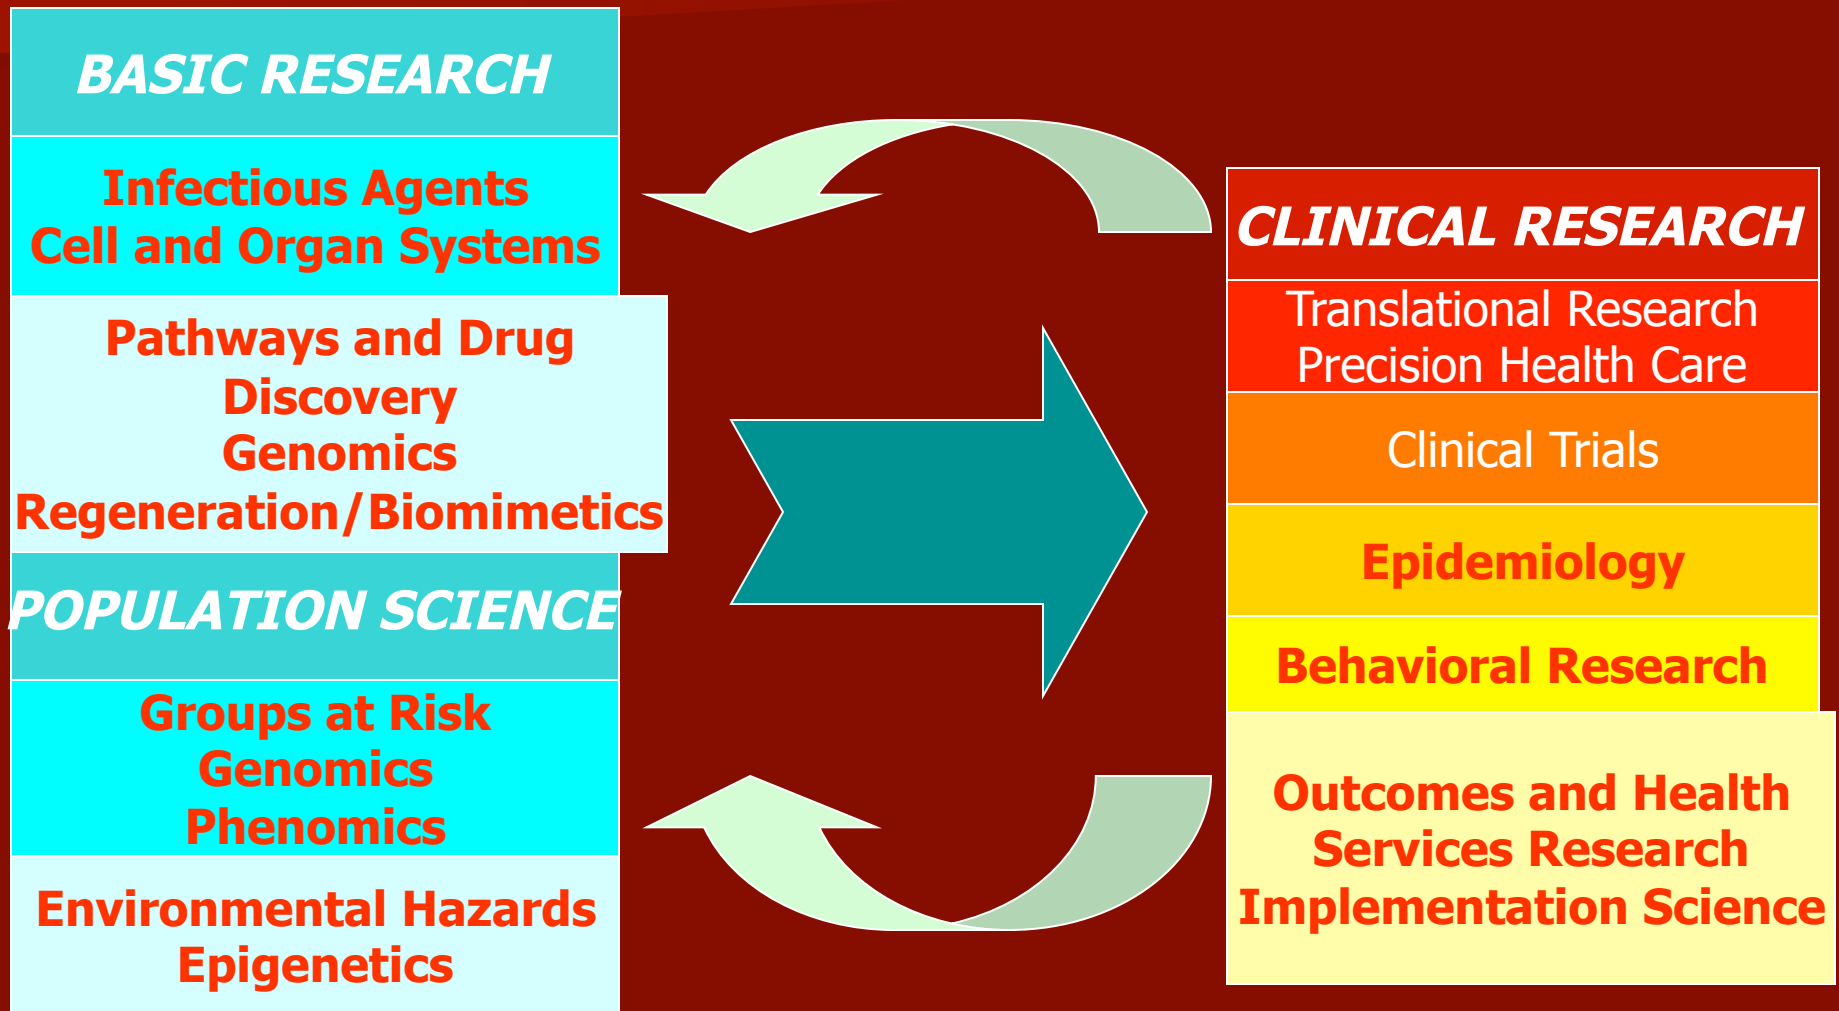 BASIC RESEARCH
Infectious Agents
Cell and Organ Systems
Pathways and Drug
Discovery
Genomics
Regeneration/Biomimetics
POPULATION SCIENCE
Groups at Risk
Genomics
Phenomics
Environmental Hazards
Epigenetics
CLINICAL RESEARCH
Translational Research
Precision Health Care
Clinical Trials
Epidemiology
Behavioral Research
Outcomes and Health
Services Research
Implementation Science